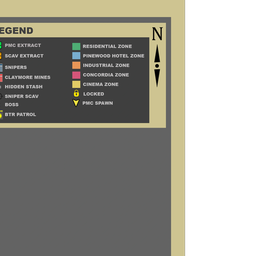 EGEND
N
PMC EXTRACT
SCAV EXTRACT
SNIPERS
CLAYMORE MINES
HIDDEN STASH
SNIPER SCAV
BOSS
BTR PATROL
RESIDENTIAL ZONE
PINEWOOD HOTEL ZONE
INDUSTRIAL ZONE
CONCORDIA ZONE
CINEMA ZONE
LOCKED
PMC SPAWN